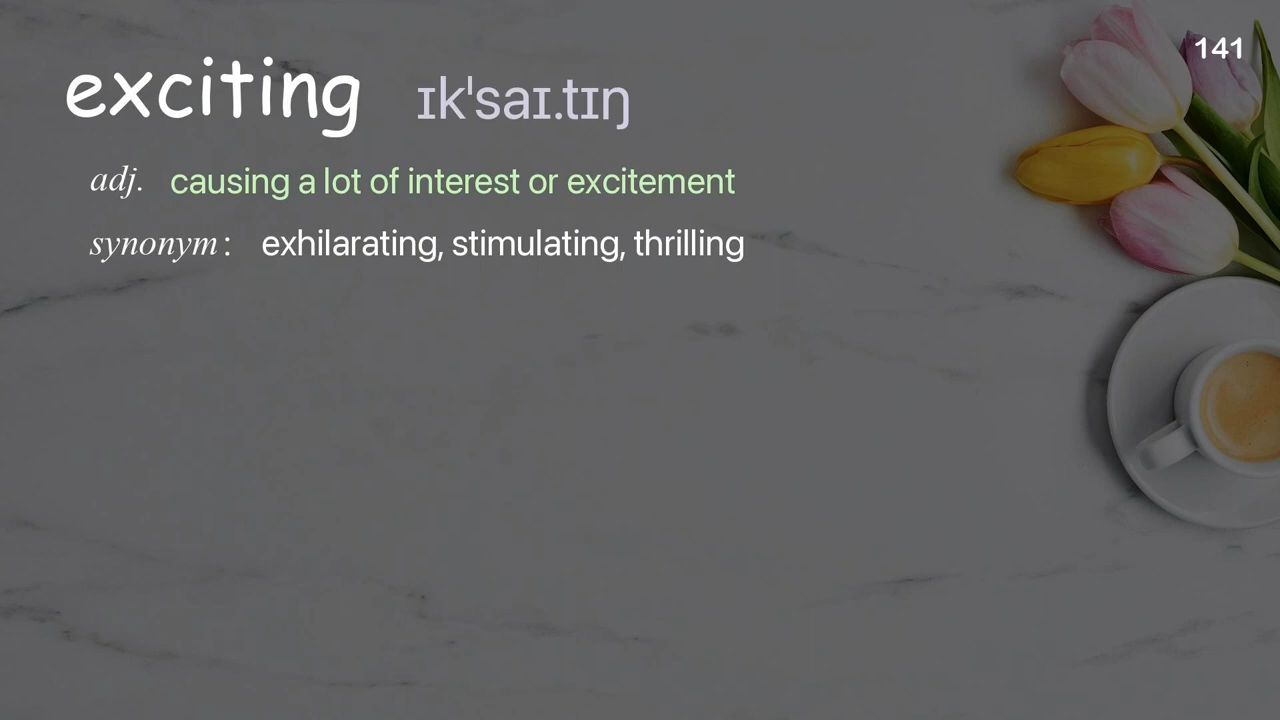 141
exciting ɪkˈsaɪ.tɪŋ
adj. causing a lot of interest or excitement
synonym: exhilarating, stimulating, thrilling